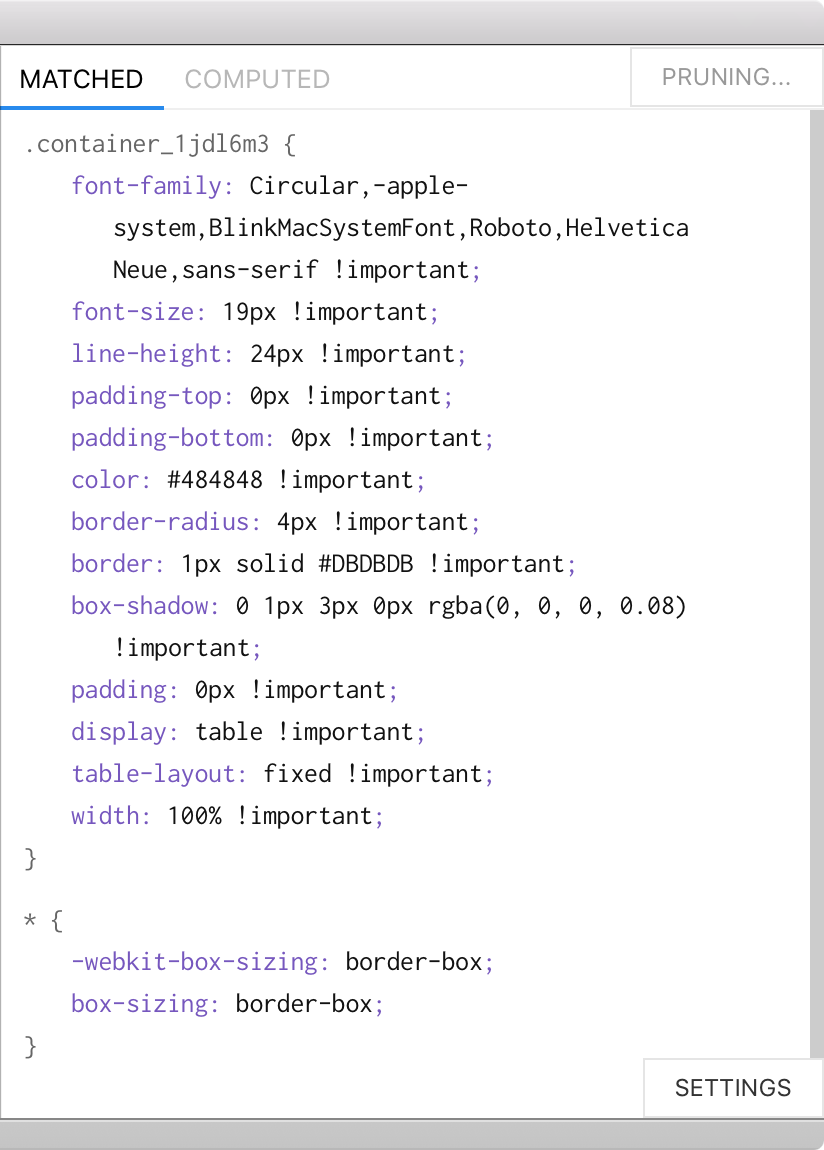 MATCHED COMPUTED PRUNING...
.container_1jdl6m3 {
font-family: Circular,-apple-
system,BlinkMacSystemFont,Roboto,Helvetica
Neue,sans-serif !important;
font-size: 19px !important;
line-height: 24px !important;
padding-top: 0px !important;
padding-bottom: 0px !important;
color: #484848 !important;
border-radius: 4px !important;
border: 1px solid #DBDBDB !important;
box-shadow: 0 1px 3px 0px rgba(0, 0, 0, 0.08)
!important;
padding: 0px !important;
display: table !important;
table-layout: fixed !important;
width: 100% !important;
}
* {
-webkit-box-sizing: border-box;
box-sizing: border-box;
}
SETTINGS